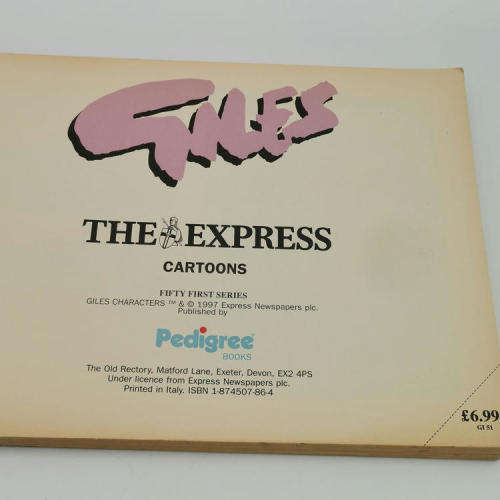 GILES
THE EXPRESS
CARTOONS
FIFTY FIRST SERIES
GILES CHARACTERS ™ & © 1997 Express Newspapers plc.
Published by
Pedigree
BOOKS
The Old Rectory, Matford Lane, Exeter, Devon, EX2 4PS
Under licence from Express Newspapers plc.
Printed in Italy. ISBN 1-874507-86-4
£6.99
GI 51